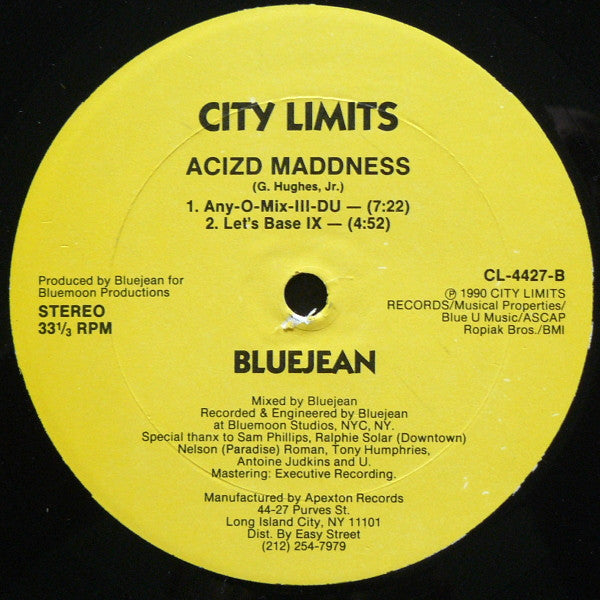 CITY LIMITS
ACIZD MADDNESS
(G. Hughes, Jr.)
1. Any-O-Mix-III-DU — (7:22)
2. Let's Base IX — (4:52)
Produced by Bluejean for
Bluemoon Productions
STEREO
33⅓ RPM
CL-4427-B
℗ 1990 CITY LIMITS
RECORDS/Musical Properties/
Blue U Music/ASCAP
Ropiak Bros./BMI
BLUEJEAN
Mixed by Bluejean
Recorded & Engineered by Bluejean
at Bluemoon Studios, NYC, NY.
Special thanx to Sam Phillips, Ralphie Solar (Downtown)
Nelson (Paradise) Roman, Tony Humphries,
Antoine Judkins and U.
Mastering: Executive Recording.
Manufactured by Apexton Records
44-27 Purves St.
Long Island City, NY 11101
Dist. By Easy Street
(212) 254-7979